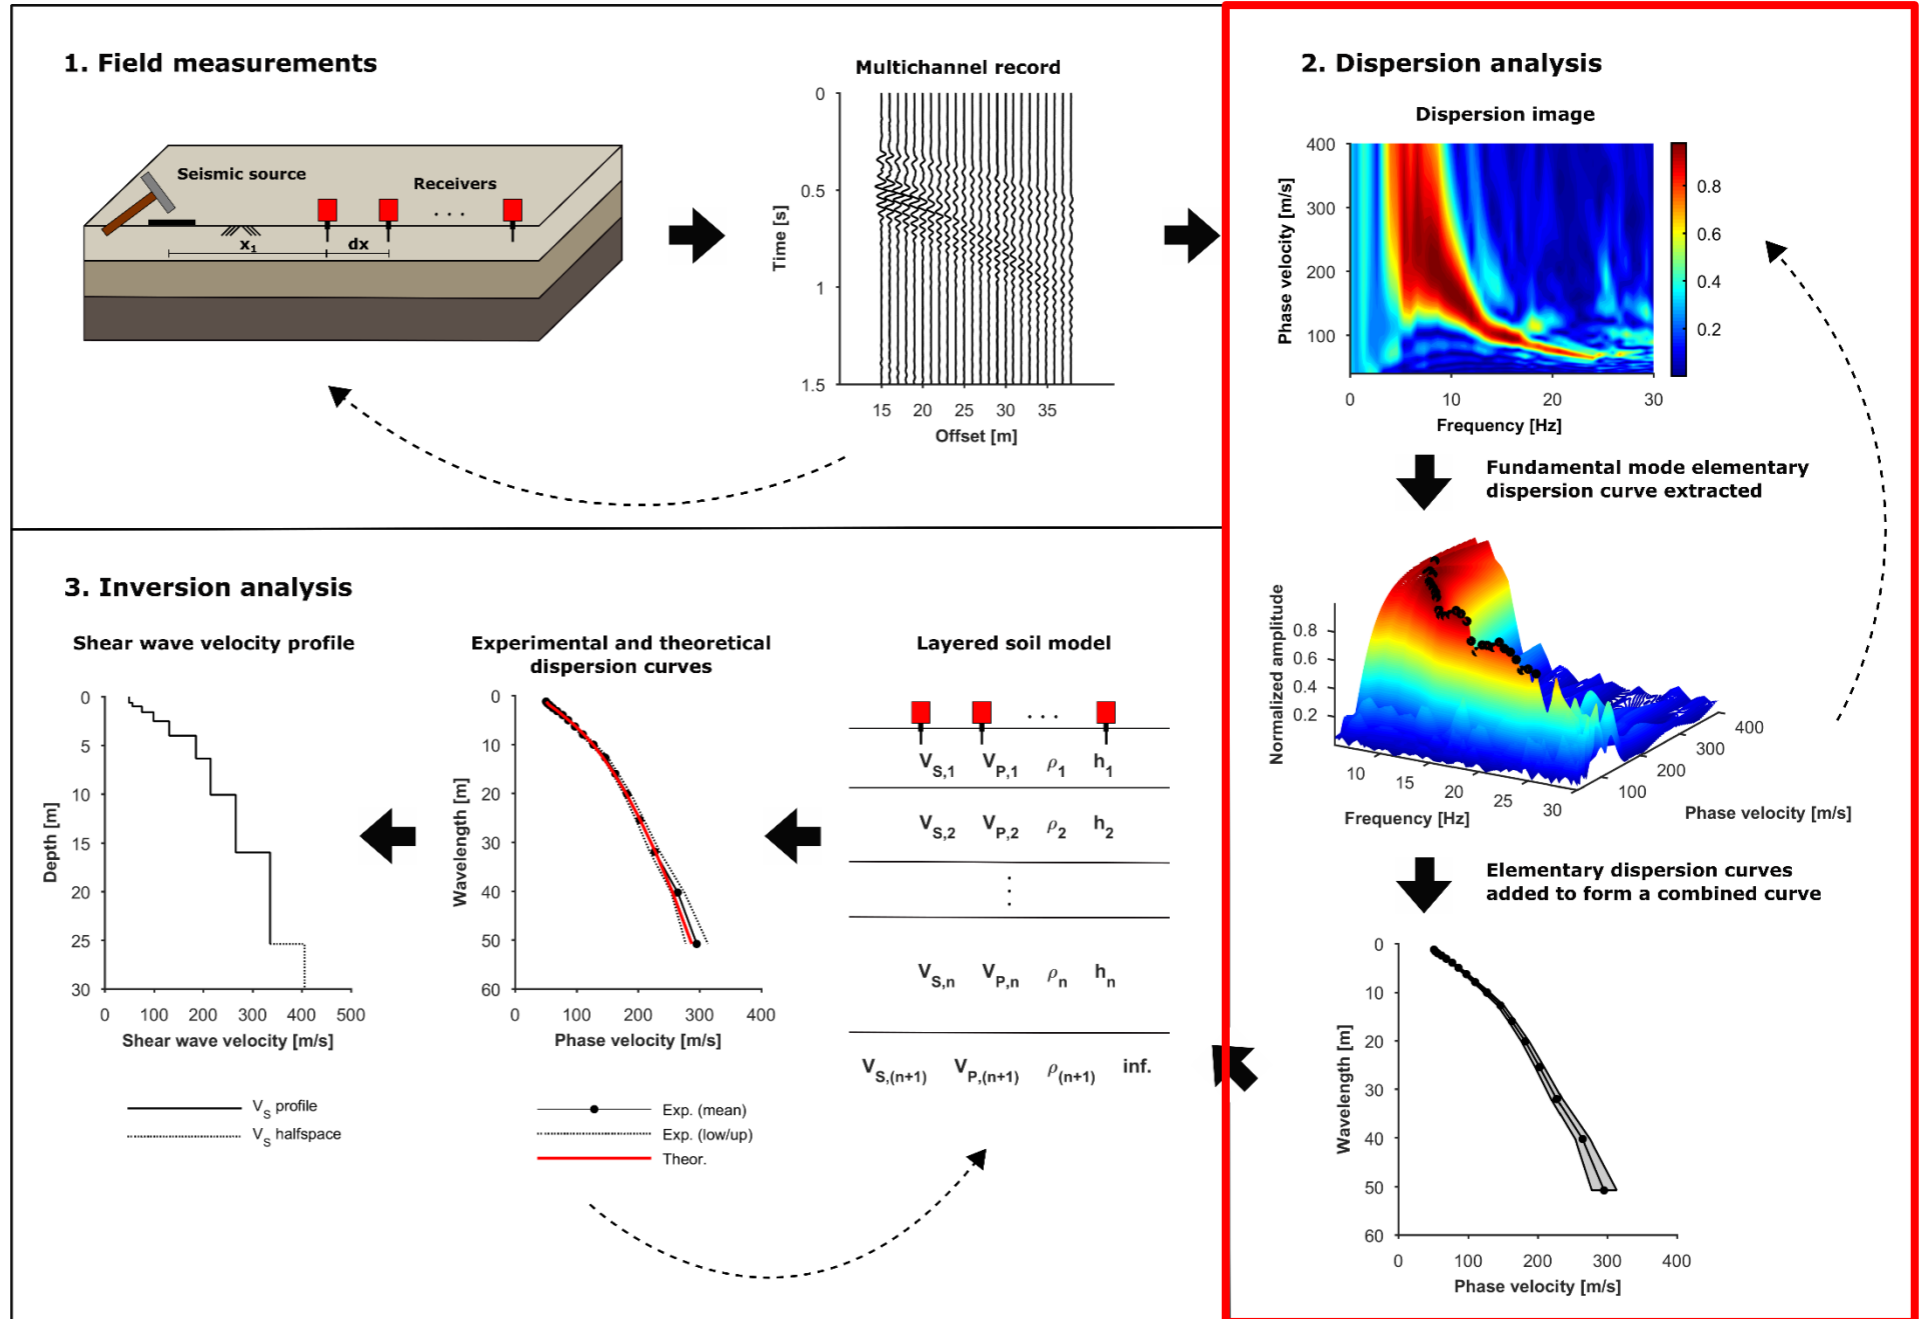 1. Field measurements
Seismic source
Receivers
. . .
x1
dx
Multichannel record
0
0.5
1
1.5
Time [s]
15 20 25 30 35
Offset [m]
2. Dispersion analysis
Dispersion image
400
300
200
100
Phase velocity [m/s]
0 10 20 30
Frequency [Hz]
0.8
0.6
0.4
0.2
Fundamental mode elementary
dispersion curve extracted
Normalized amplitude
0.8
0.6
0.4
0.2
10 15 20 25 30
Frequency [Hz]
100 200 300 400
Phase velocity [m/s]
Elementary dispersion curves
added to form a combined curve
0
10
20
30
40
50
60
Wavelength [m]
0 100 200 300 400
Phase velocity [m/s]
3. Inversion analysis
Shear wave velocity profile
0
5
10
15
20
25
30
Depth [m]
0 100 200 300 400 500
Shear wave velocity [m/s]
VS profile
VS halfspace
Experimental and theoretical
dispersion curves
0
10
20
30
40
50
60
Wavelength [m]
0 100 200 300 400
Phase velocity [m/s]
Exp. (mean)
Exp. (low/up)
Theor.
Layered soil model
. . .
VS,1 VP,1 ρ1 h1
VS,2 VP,2 ρ2 h2
VS,n VP,n ρn hn
VS,(n+1) VP,(n+1) ρ(n+1) inf.